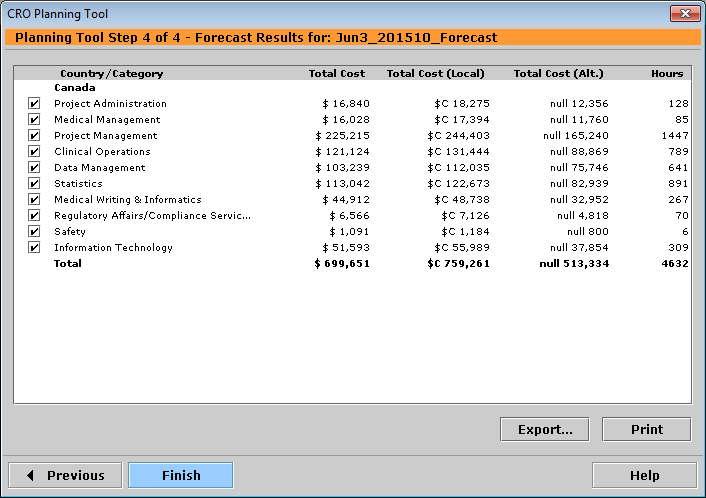 CRO Planning Tool
Planning Tool Step 4 of 4 - Forecast Results for: Jun3_201510_Forecast
Country/Category Total Cost Total Cost (Local) Total Cost (Alt.) Hours
Canada
Project Administration $ 16,840 $C 18,275 null 12,356 128
Medical Management $ 16,028 $C 17,394 null 11,760 85
Project Management $ 225,215 $C 244,403 null 165,240 1447
Clinical Operations $ 121,124 $C 131,444 null 88,869 789
Data Management $ 103,239 $C 112,035 null 75,746 641
Statistics $ 113,042 $C 122,673 null 82,939 891
Medical Writing & Informatics $ 44,912 $C 48,738 null 32,952 267
Regulatory Affairs/Compliance Servic... $ 6,566 $C 7,126 null 4,818 70
Safety $ 1,091 $C 1,184 null 800 6
Information Technology $ 51,593 $C 55,989 null 37,854 309
Total $ 699,651 $C 759,261 null 513,334 4632
Export... Print
Previous Finish Help